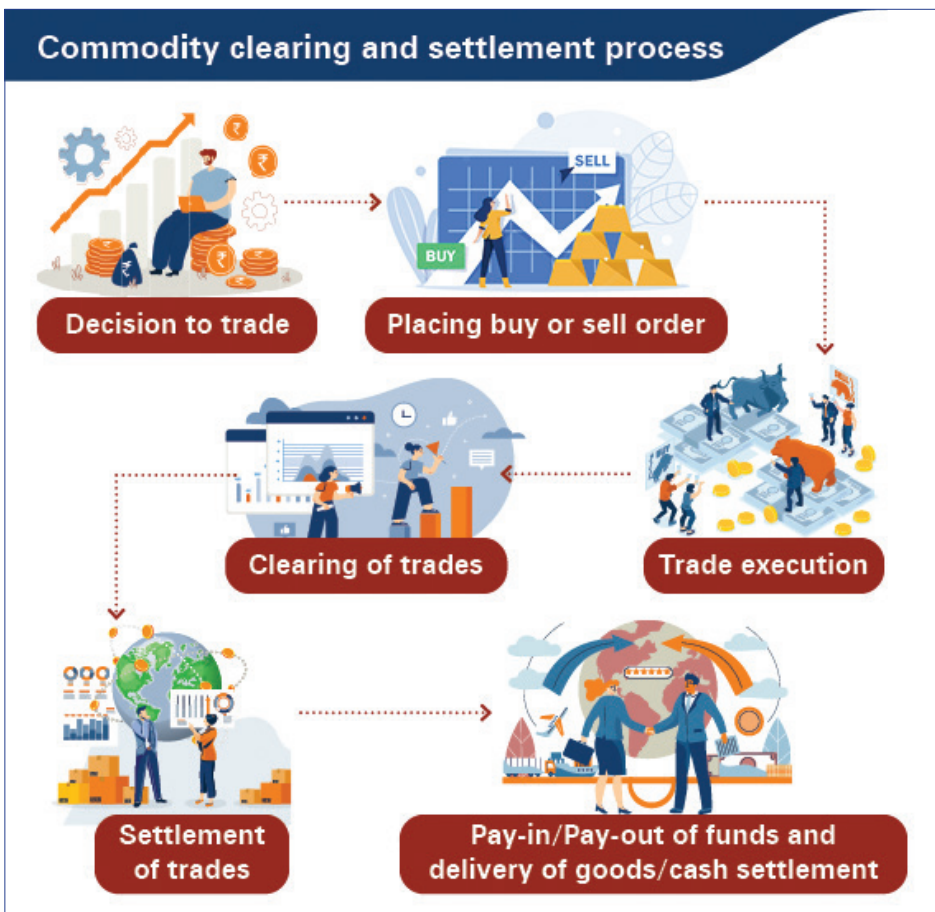 Commodity clearing and settlement process
SELL
BUY
Decision to trade
Placing buy or sell order
Clearing of trades
Trade execution
Settlement
of trades
Pay-in/Pay-out of funds and
delivery of goods/cash settlement